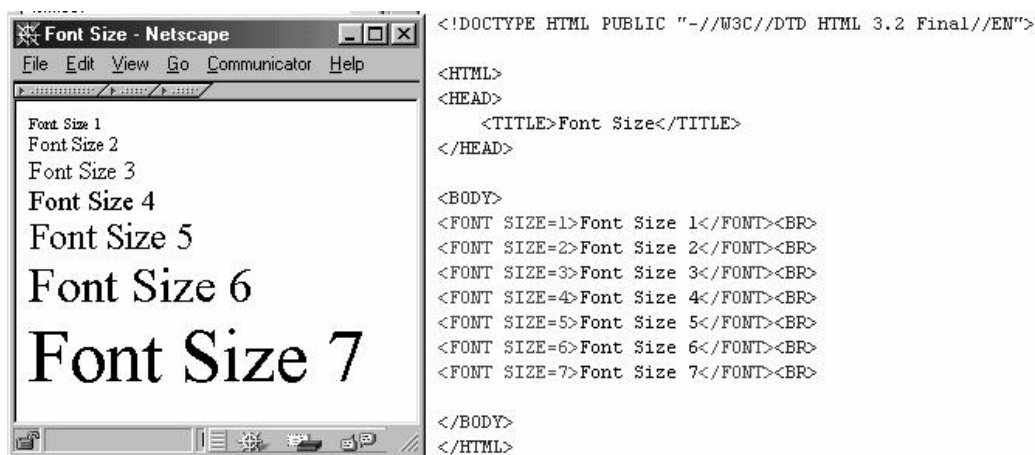 Font Size - Netscape
File Edit View Go Communicator Help
Font Size 1
Font Size 2
Font Size 3
Font Size 4
Font Size 5
Font Size 6
Font Size 7
<!DOCTYPE HTML PUBLIC "-//W3C//DTD HTML 3.2 Final//EN">
<HTML>
<HEAD>
<TITLE>Font Size</TITLE>
</HEAD>
<BODY>
<FONT SIZE=1>Font Size 1</FONT><BR>
<FONT SIZE=2>Font Size 2</FONT><BR>
<FONT SIZE=3>Font Size 3</FONT><BR>
<FONT SIZE=4>Font Size 4</FONT><BR>
<FONT SIZE=5>Font Size 5</FONT><BR>
<FONT SIZE=6>Font Size 6</FONT><BR>
<FONT SIZE=7>Font Size 7</FONT><BR>
</BODY>
</HTML>